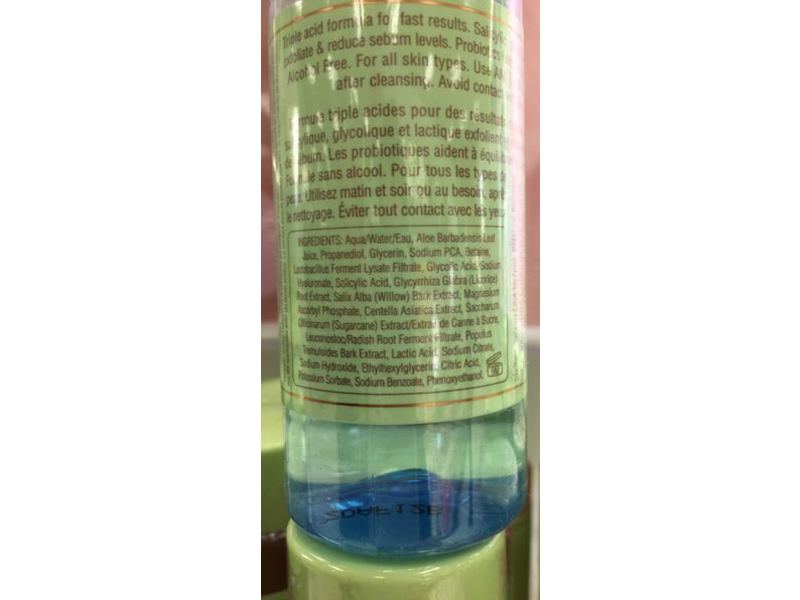 Triple acid formula for fast results.
exfoliate & reduce sebum levels.
Alcohol Free. For all skin types. Use
after cleansing. Avoid contact
triple acides pour des résultats
glycolique et lactique exfolient
Les probiotiques aident à
sans alcool. Pour tous les types de
peau. Utilisez matin et soir ou au besoin, après
le nettoyage. Éviter tout contact avec les yeux
INGREDIENTS: Aqua/Water/Eau, Aloe Barbadensis Leaf
Juice, Propanediol, Glycerin, Sodium PCA, Betaine,
Lactobacillus Ferment Lysate Filtrate, Glycolic Acid, Sodium
Hyaluronate, Salicylic Acid, Glycyrrhiza Glabra (Licorice)
Root Extract, Salix Alba (Willow) Bark Extract, Magnesium
Ascorbyl Phosphate, Centella Asiatica Extract, Saccharum
Officinarum (Sugarcane) Extract/Extrait de Canne à Sucre,
Leuconostoc/Radish Root Ferment Filtrate, Populus
Tremuloides Bark Extract, Lactic Acid, Sodium Citrate,
Sodium Hydroxide, Ethylhexylglycerin, Citric Acid,
Potassium Sorbate, Sodium Benzoate, Phenoxyethanol.